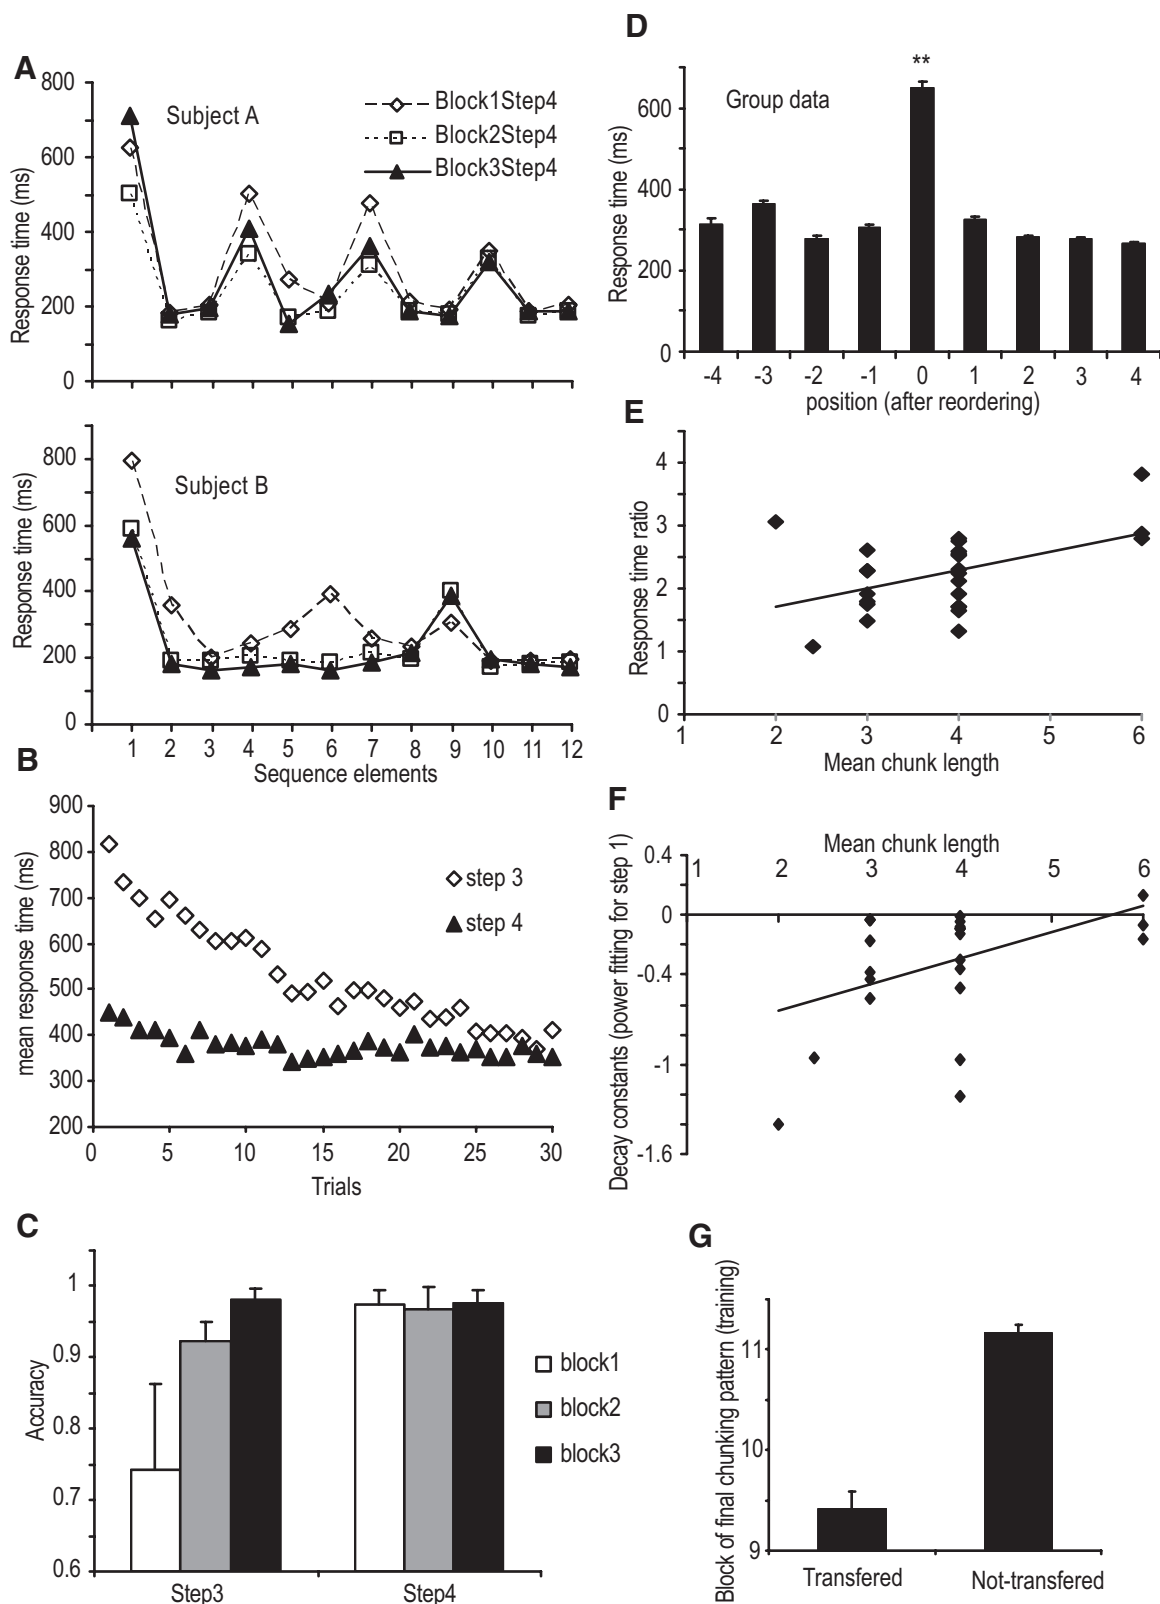 A
800
600
400
200
0
Response time (ms)
Subject A
Block1Step4
Block2Step4
Block3Step4
800
600
400
200
0
Response time (ms)
Subject B
1 2 3 4 5 6 7 8 9 10 11 12
Sequence elements
B
900
800
700
600
500
400
300
200
mean response time (ms)
step 3
step 4
0 5 10 15 20 25 30
Trials
C
1
0.9
0.8
0.7
0.6
Accuracy
block1
block2
block3
Step3 Step4
D
**
Group data
600
400
200
0
Response time (ms)
-4 -3 -2 -1 0 1 2 3 4
position (after reordering)
E
4
3
2
1
0
Response time ratio
1 2 3 4 5 6
Mean chunk length
F
Mean chunk length
1 2 3 4 5 6
0.4
0
-0.4
-1
-1.6
Decay constants (power fitting for step 1)
G
11
10
9
Block of final chunking pattern (training)
Transfered Not-transfered